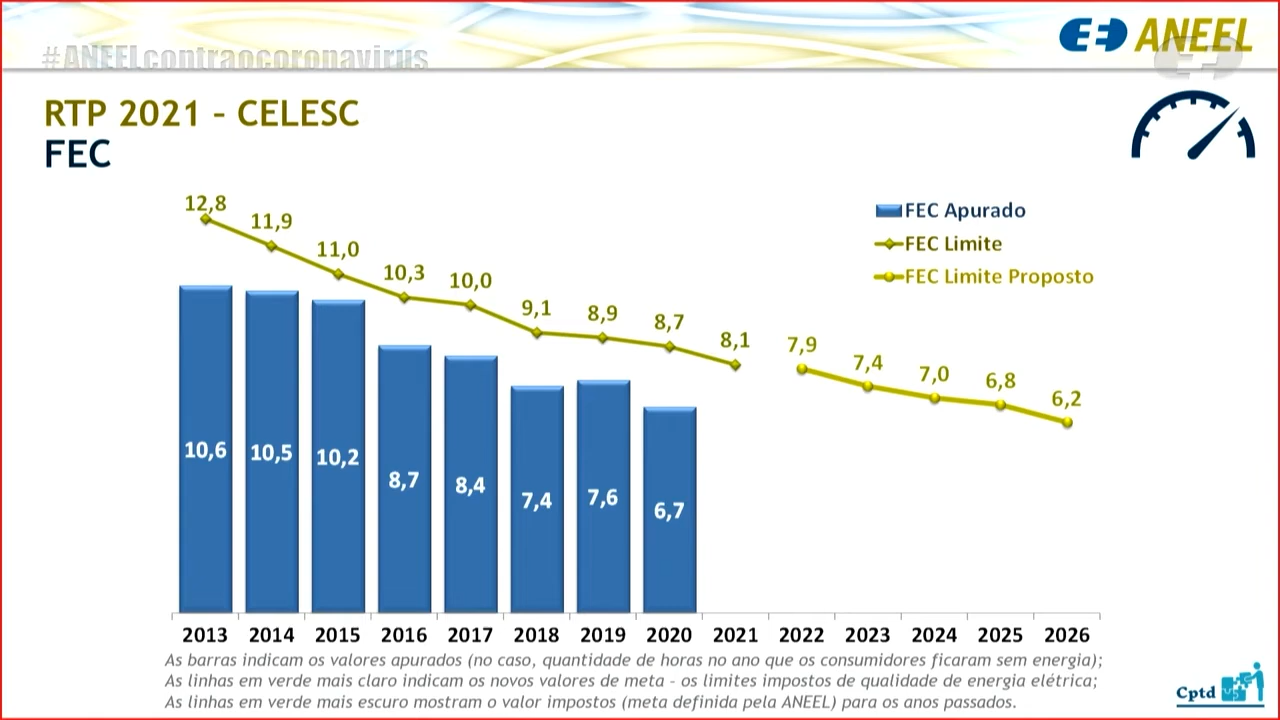 #ANEELcontraocoronavirus
ANEEL
RTP 2021 – CELESC
FEC
FEC Apurado
FEC Limite
FEC Limite Proposto
12,8
11,9
11,0
10,3
10,0
9,1
8,9
8,7
8,1
7,9
7,4
7,0
6,8
6,2
10,6
10,5
10,2
8,7
8,4
7,4
7,6
6,7
2013 2014 2015 2016 2017 2018 2019 2020 2021 2022 2023 2024 2025 2026
As barras indicam os valores apurados (no caso, quantidade de horas no ano que os consumidores ficaram sem energia);
As linhas em verde mais claro indicam os novos valores de meta – os limites impostos de qualidade de energia elétrica;
As linhas em verde mais escuro mostram o valor impostos (meta definida pela ANEEL) para os anos passados.
Cptd